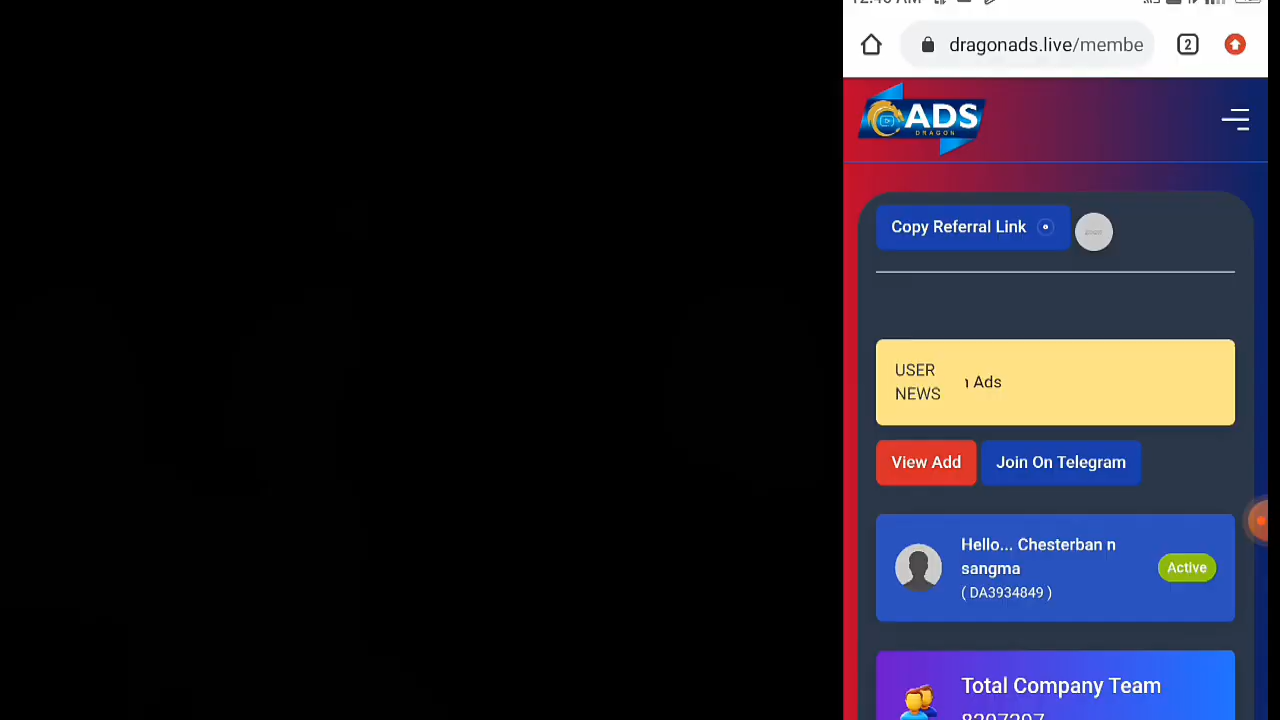 dragonads.live/membe
2
ADS
DRAGON
Copy Referral Link
USER
NEWS
Ads
View Add
Join On Telegram
Hello... Chesterban n
sangma
Active
( DA3934849 )
Total Company Team